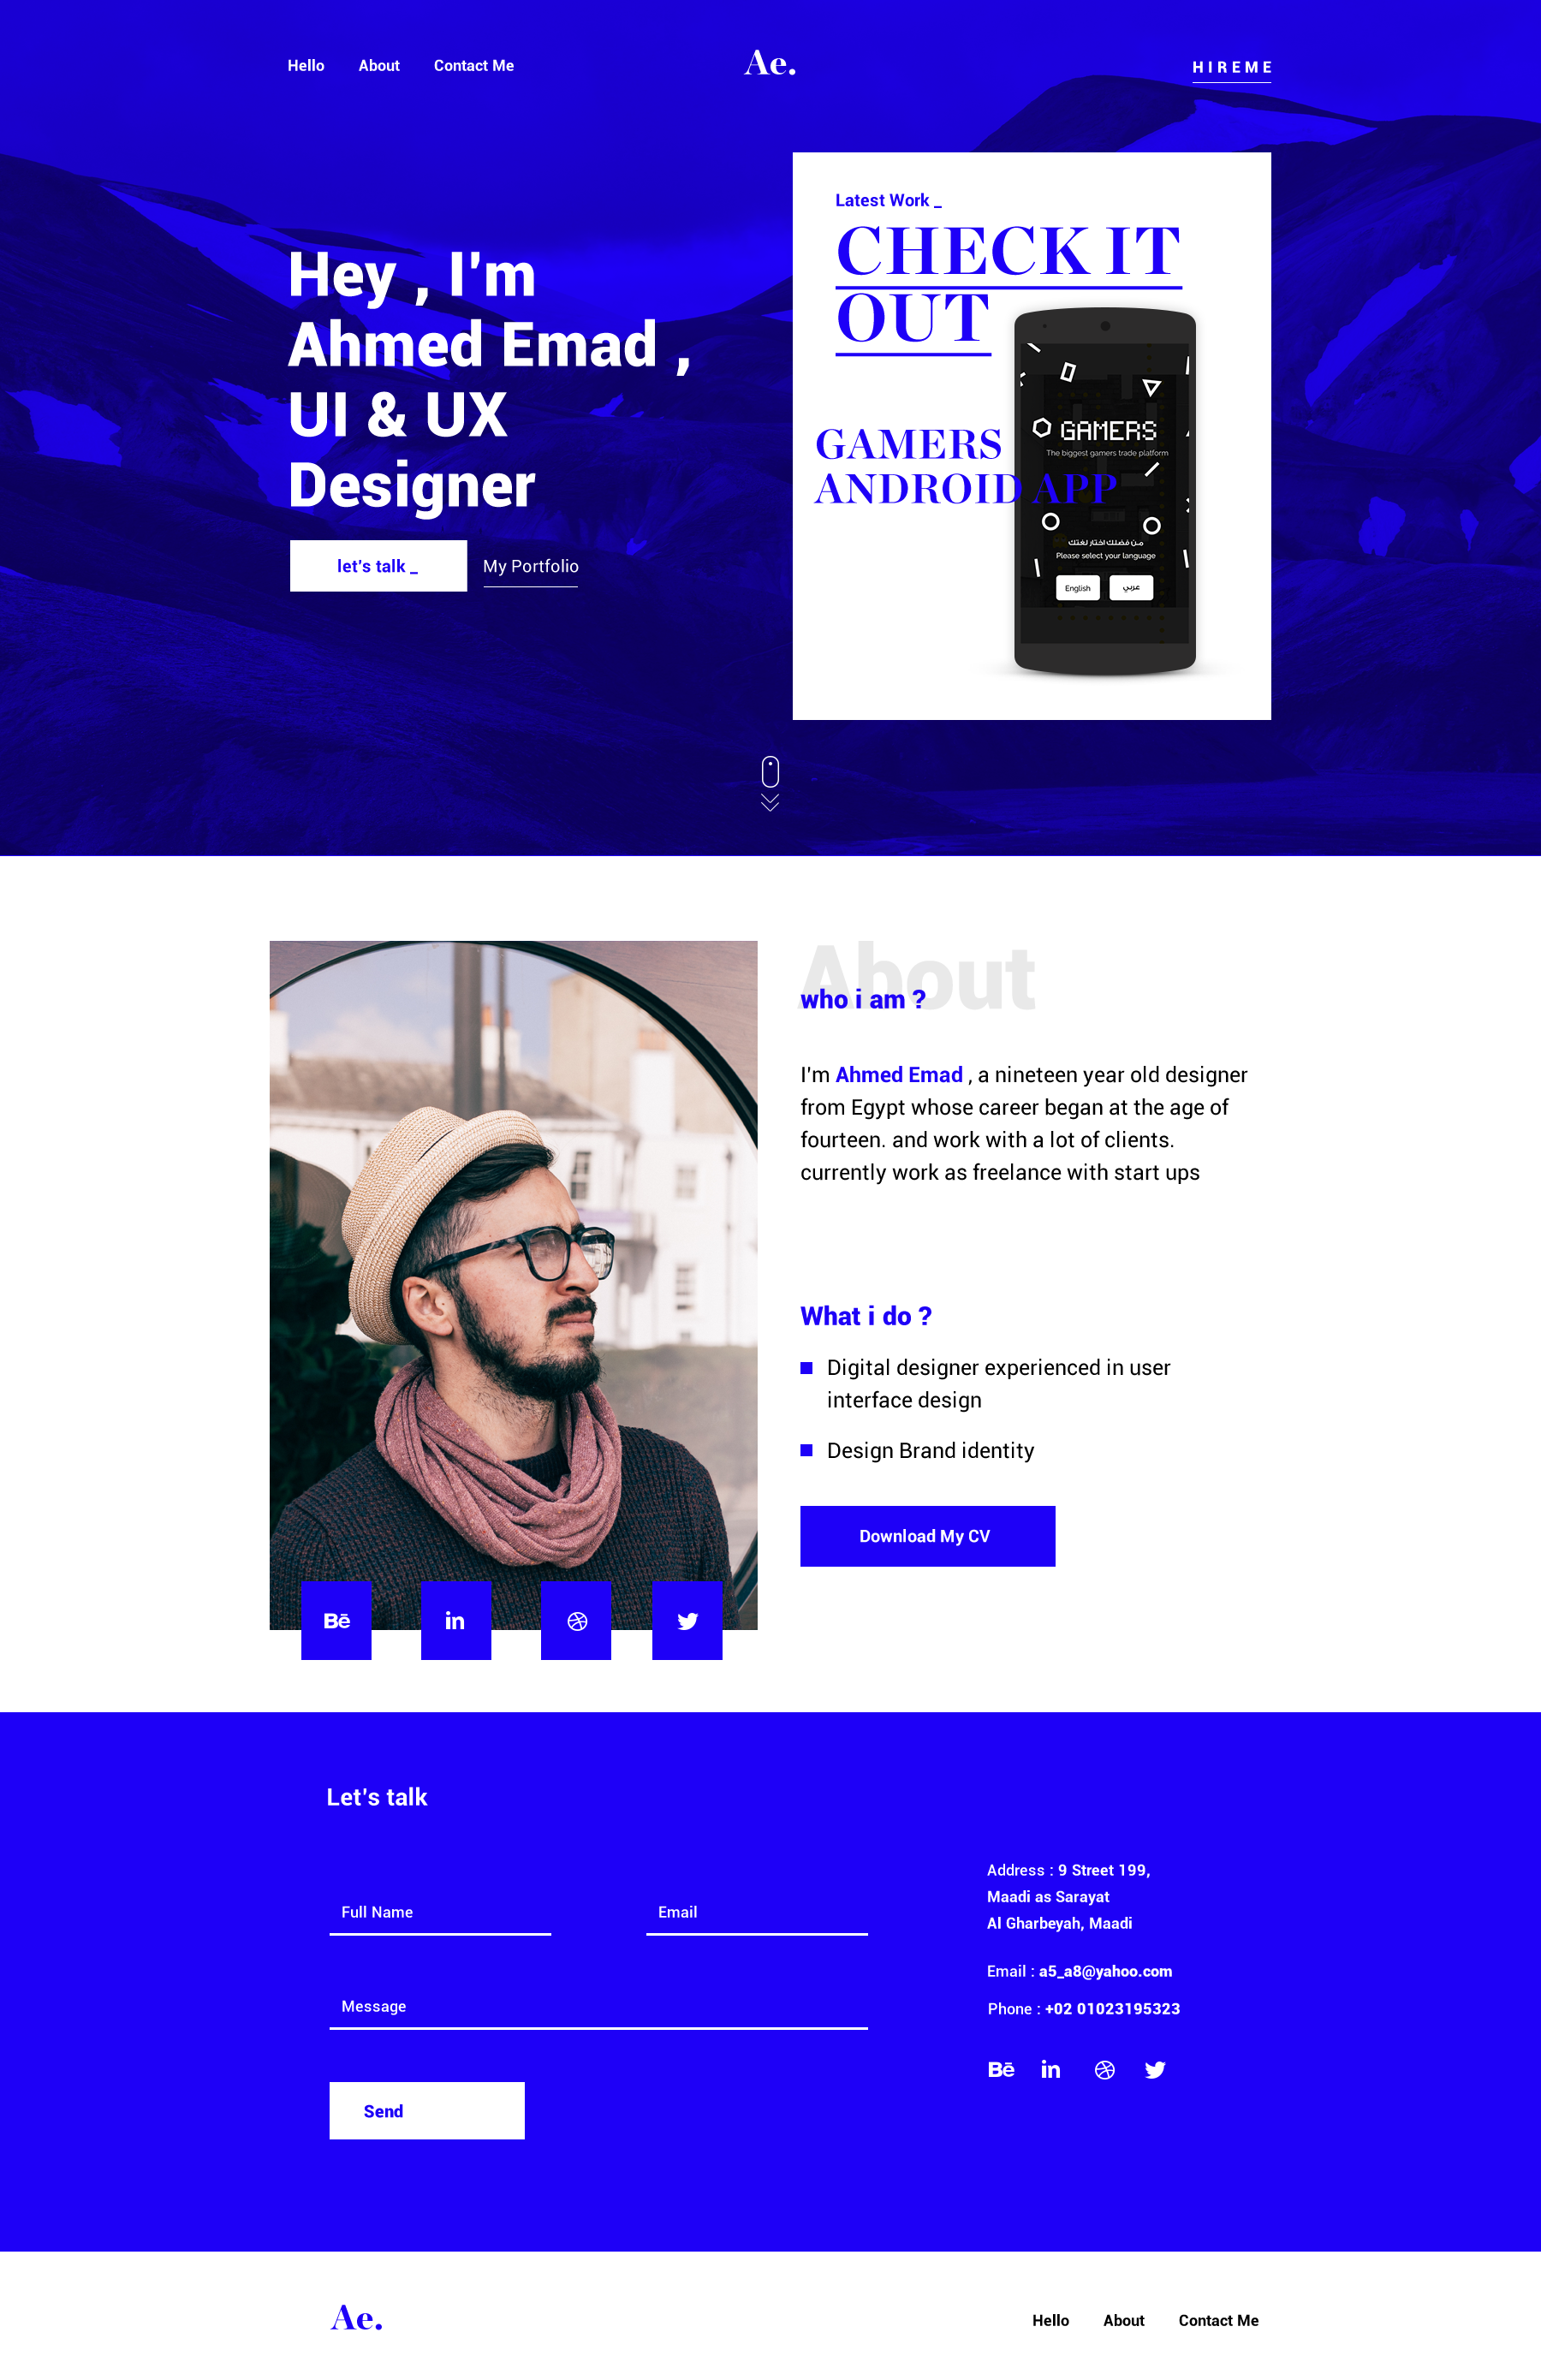 Hello About Contact Me
Ae.
HIREME
Hey , I'm
Ahmed Emad ,
UI & UX
Designer
let's talk _
My Portfolio
Latest Work _
CHECK IT
OUT
GAMERS
ANDROID APP
GAMERS
The biggest gamers trade platform
من فضلك اختار لغتك
Please select your language
English عربي
About
who i am ?
I'm Ahmed Emad , a nineteen year old designer
from Egypt whose career began at the age of
fourteen. and work with a lot of clients.
currently work as freelance with start ups
What i do ?
Digital designer experienced in user
interface design
Design Brand identity
Download My CV
Bē in
Let's talk
Full Name
Email
Message
Send
Address : 9 Street 199,
Maadi as Sarayat
Al Gharbeyah, Maadi
Email : a5_a8@yahoo.com
Phone : +02 01023195323
Bē in
Ae.
Hello About Contact Me